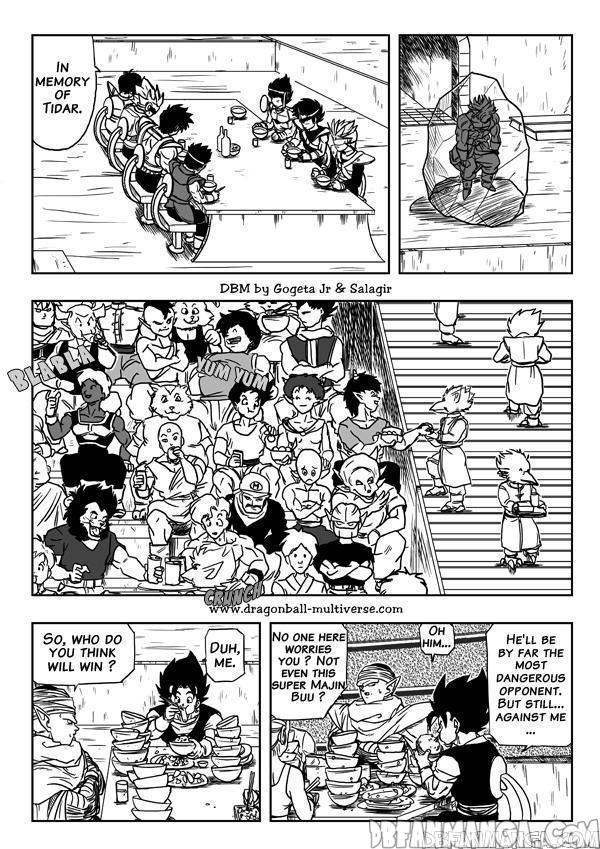 IN
MEMORY
OF
TIDAR.
DBM by Gogeta Jr & Salagir
BLABLA
YUM YUM
CRUNCH
www.dragonball-multiverse.com
SO, WHO DO
YOU THINK
WILL WIN ?
DUH,
ME.
NO ONE HERE
WORRIES
YOU ? NOT
EVEN THIS
SUPER MAJIN
BUU ?
OH
HIM...
HE'LL BE
BY FAR THE
MOST
DANGEROUS
OPPONENT.
BUT STILL...
AGAINST ME
...
M
DBFANMANGA.COM